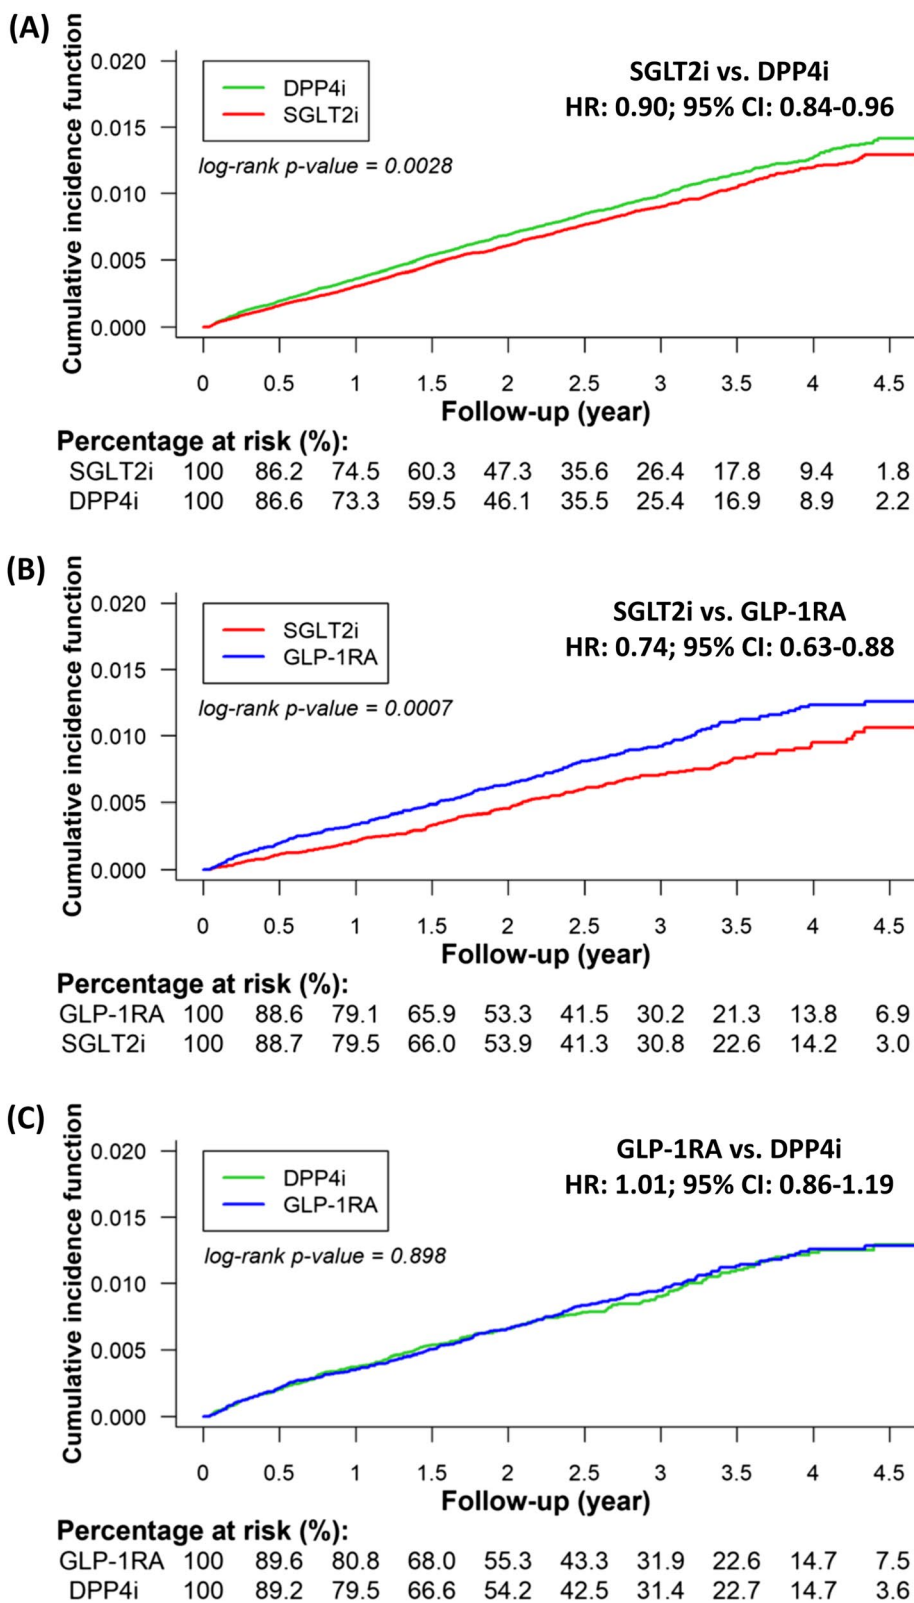 (A)
Cumulative incidence function
0.020
0.015
0.010
0.005
0.000
DPP4i
SGLT2i
log-rank p-value = 0.0028
SGLT2i vs. DPP4i
HR: 0.90; 95% CI: 0.84-0.96
0 0.5 1 1.5 2 2.5 3 3.5 4 4.5
Follow-up (year)
Percentage at risk (%):
SGLT2i 100 86.2 74.5 60.3 47.3 35.6 26.4 17.8 9.4 1.8
DPP4i 100 86.6 73.3 59.5 46.1 35.5 25.4 16.9 8.9 2.2
(B)
Cumulative incidence function
0.020
0.015
0.010
0.005
0.000
SGLT2i
GLP-1RA
log-rank p-value = 0.0007
SGLT2i vs. GLP-1RA
HR: 0.74; 95% CI: 0.63-0.88
0 0.5 1 1.5 2 2.5 3 3.5 4 4.5
Follow-up (year)
Percentage at risk (%):
GLP-1RA 100 88.6 79.1 65.9 53.3 41.5 30.2 21.3 13.8 6.9
SGLT2i 100 88.7 79.5 66.0 53.9 41.3 30.8 22.6 14.2 3.0
(C)
Cumulative incidence function
0.020
0.015
0.010
0.005
0.000
DPP4i
GLP-1RA
log-rank p-value = 0.898
GLP-1RA vs. DPP4i
HR: 1.01; 95% CI: 0.86-1.19
0 0.5 1 1.5 2 2.5 3 3.5 4 4.5
Follow-up (year)
Percentage at risk (%):
GLP-1RA 100 89.6 80.8 68.0 55.3 43.3 31.9 22.6 14.7 7.5
DPP4i 100 89.2 79.5 66.6 54.2 42.5 31.4 22.7 14.7 3.6